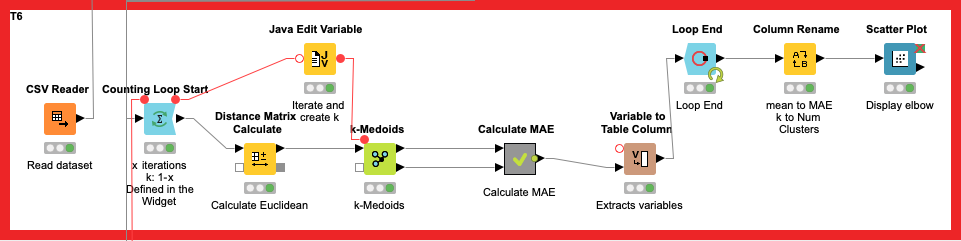 T6
Java Edit Variable
Iterate and
create k
CSV Reader
Read dataset
Counting Loop Start
x iterations
k: 1-x
Defined in the
Widget
Distance Matrix
Calculate
Calculate Euclidean
k-Medoids
k-Medoids
Calculate MAE
Calculate MAE
Variable to
Table Column
Extracts variables
Loop End
Loop End
Column Rename
mean to MAE
k to Num
Clusters
Scatter Plot
Display elbow